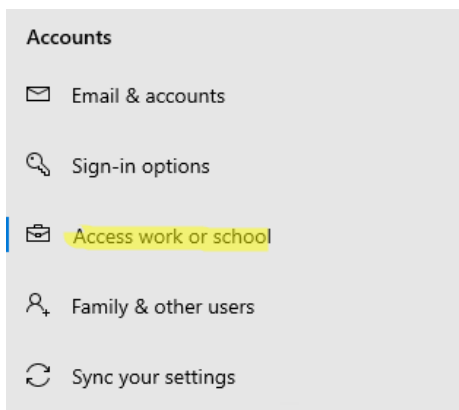 Accounts
Email & accounts
Sign-in options
Access work or school
Family & other users
Sync your settings